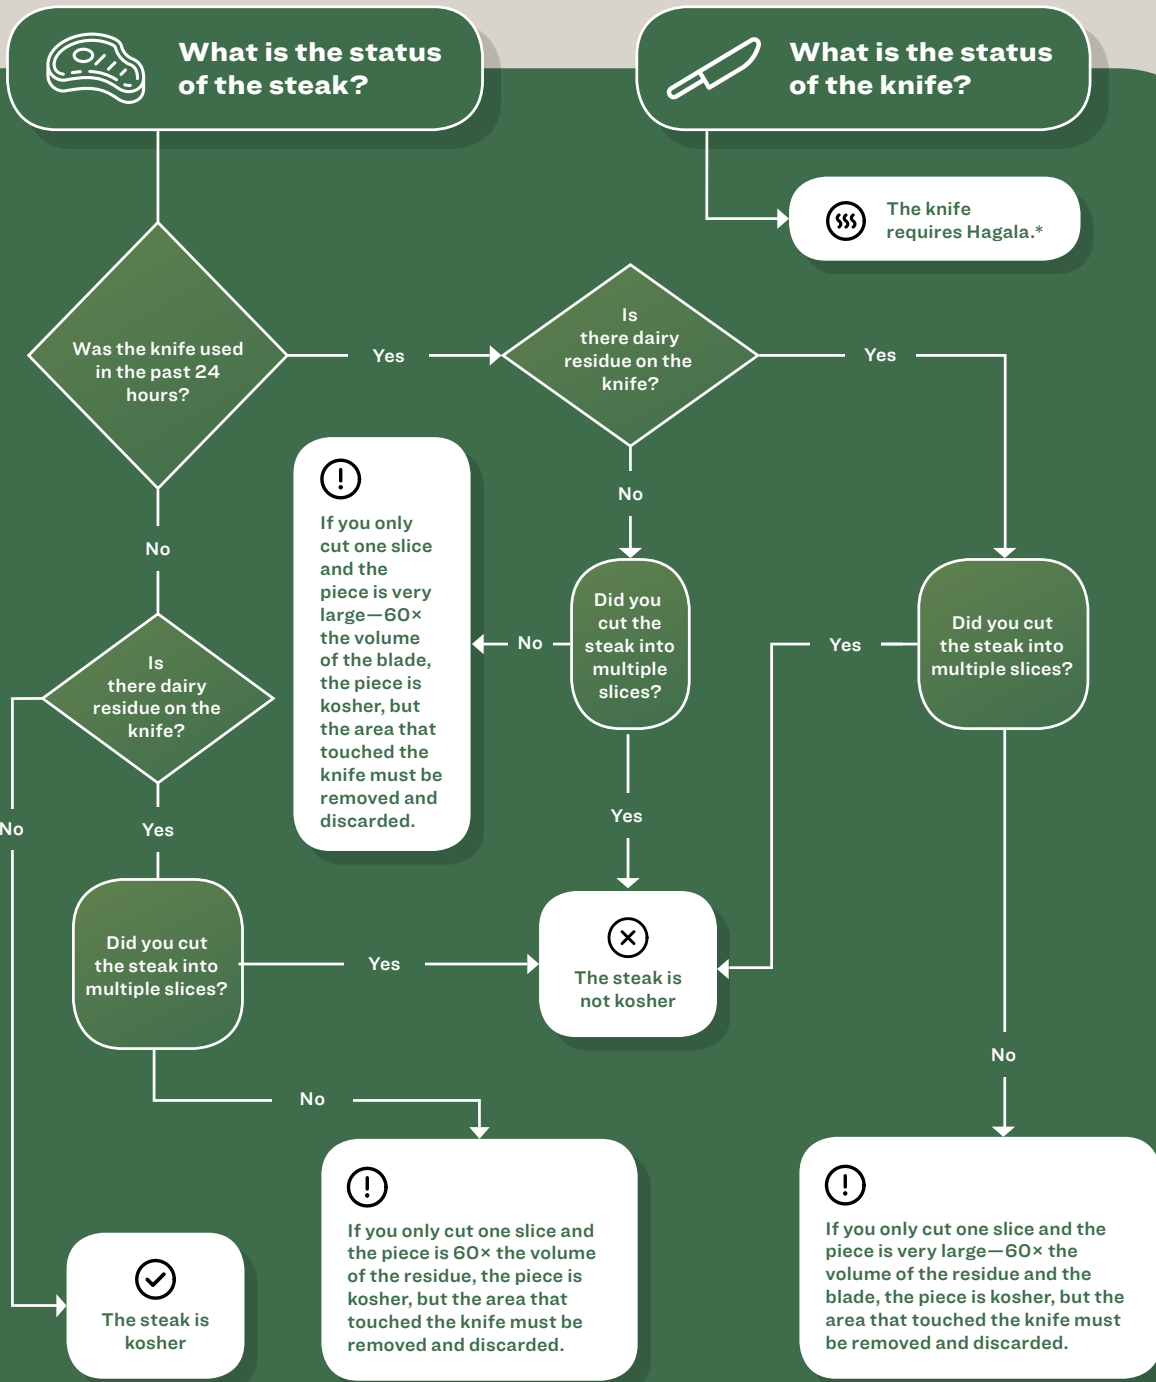 What is the status
of the steak?
What is the status
of the knife?
The knife
requires Hagala.*
Was the knife used
in the past 24
hours?
Yes
Is
there dairy
residue on the
knife?
Yes
No
No
If you only
cut one slice
and the
piece is very
large—60×
the volume
of the blade,
the piece is
kosher, but
the area that
touched the
knife must be
removed and
discarded.
No
Did you
cut the
steak into
multiple
slices?
Yes
Did you cut
the steak into
multiple slices?
Is
there dairy
residue on the
knife?
No
Yes
Yes
Did you cut
the steak into
multiple slices?
Yes
The steak is
not kosher
No
No
The steak is
kosher
If you only cut one slice and
the piece is 60× the volume
of the residue, the piece is
kosher, but the area that
touched the knife must be
removed and discarded.
If you only cut one slice and the
piece is very large—60× the
volume of the residue and the
blade, the piece is kosher, but the
area that touched the knife must
be removed and discarded.